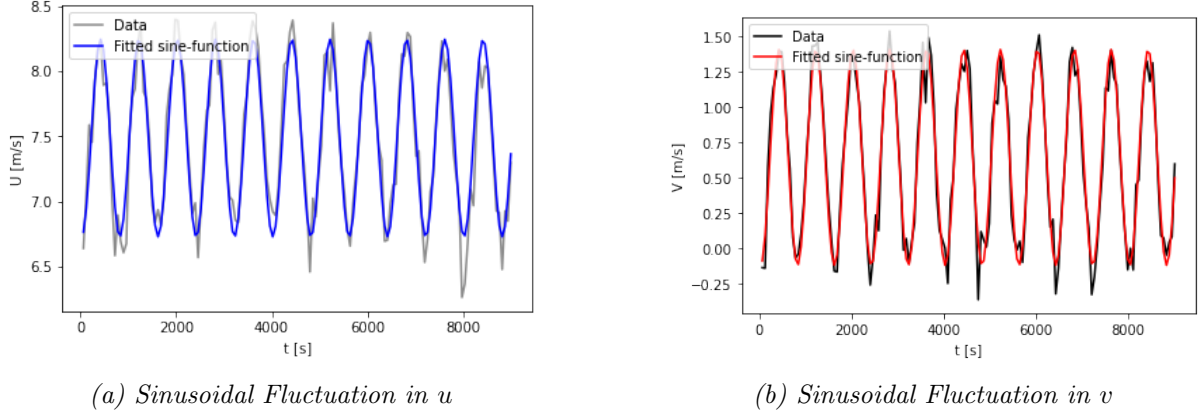 8.5
8.0
7.5
7.0
6.5
U [m/s]
Data
Fitted sine-function
0 2000 4000 6000 8000
t [s]
(a) Sinusoidal Fluctuation in u
1.50
1.25
1.00
0.75
0.50
0.25
0.00
−0.25
V [m/s]
Data
Fitted sine-function
0 2000 4000 6000 8000
t [s]
(b) Sinusoidal Fluctuation in v